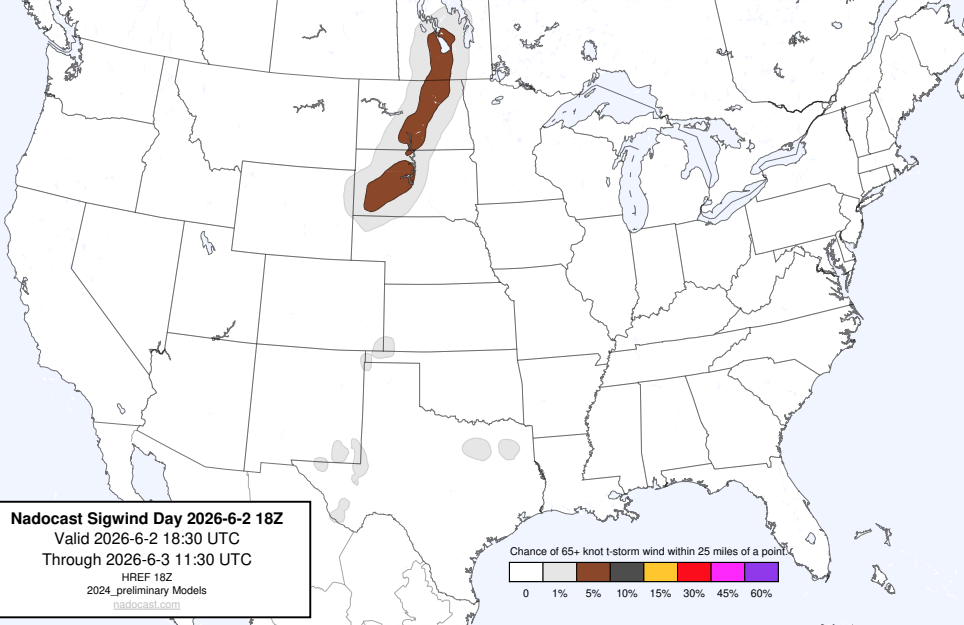 Nadocast Sigwind Day 2026-6-2 18Z
Valid 2026-6-2 18:30 UTC
Through 2026-6-3 11:30 UTC
HREF 18Z
2024_preliminary Models
nadocast.com
Chance of 65+ knot t-storm wind within 25 miles of a point.
0 1% 5% 10% 15% 30% 45% 60%